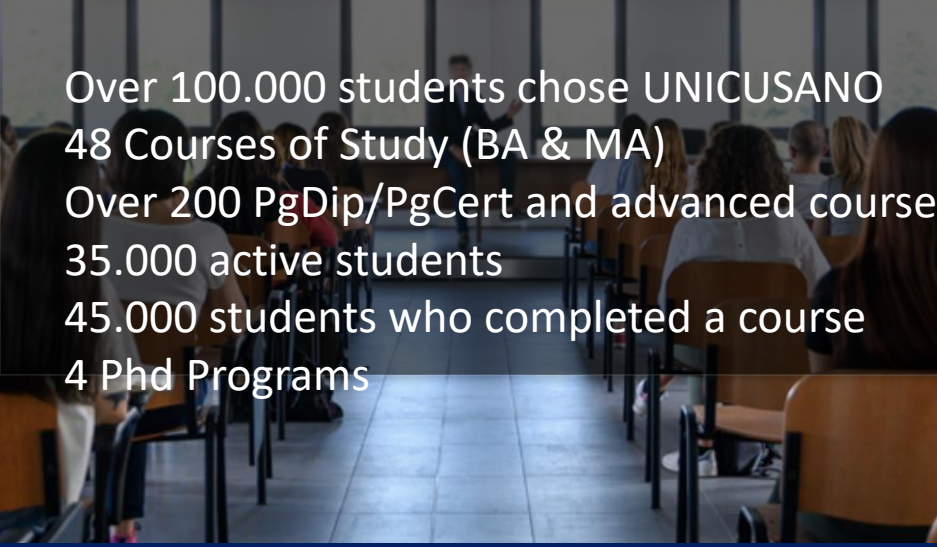 Over 100.000 students chose UNICUSANO
48 Courses of Study (BA & MA)
Over 200 PgDip/PgCert and advanced course
35.000 active students
45.000 students who completed a course
4 Phd Programs